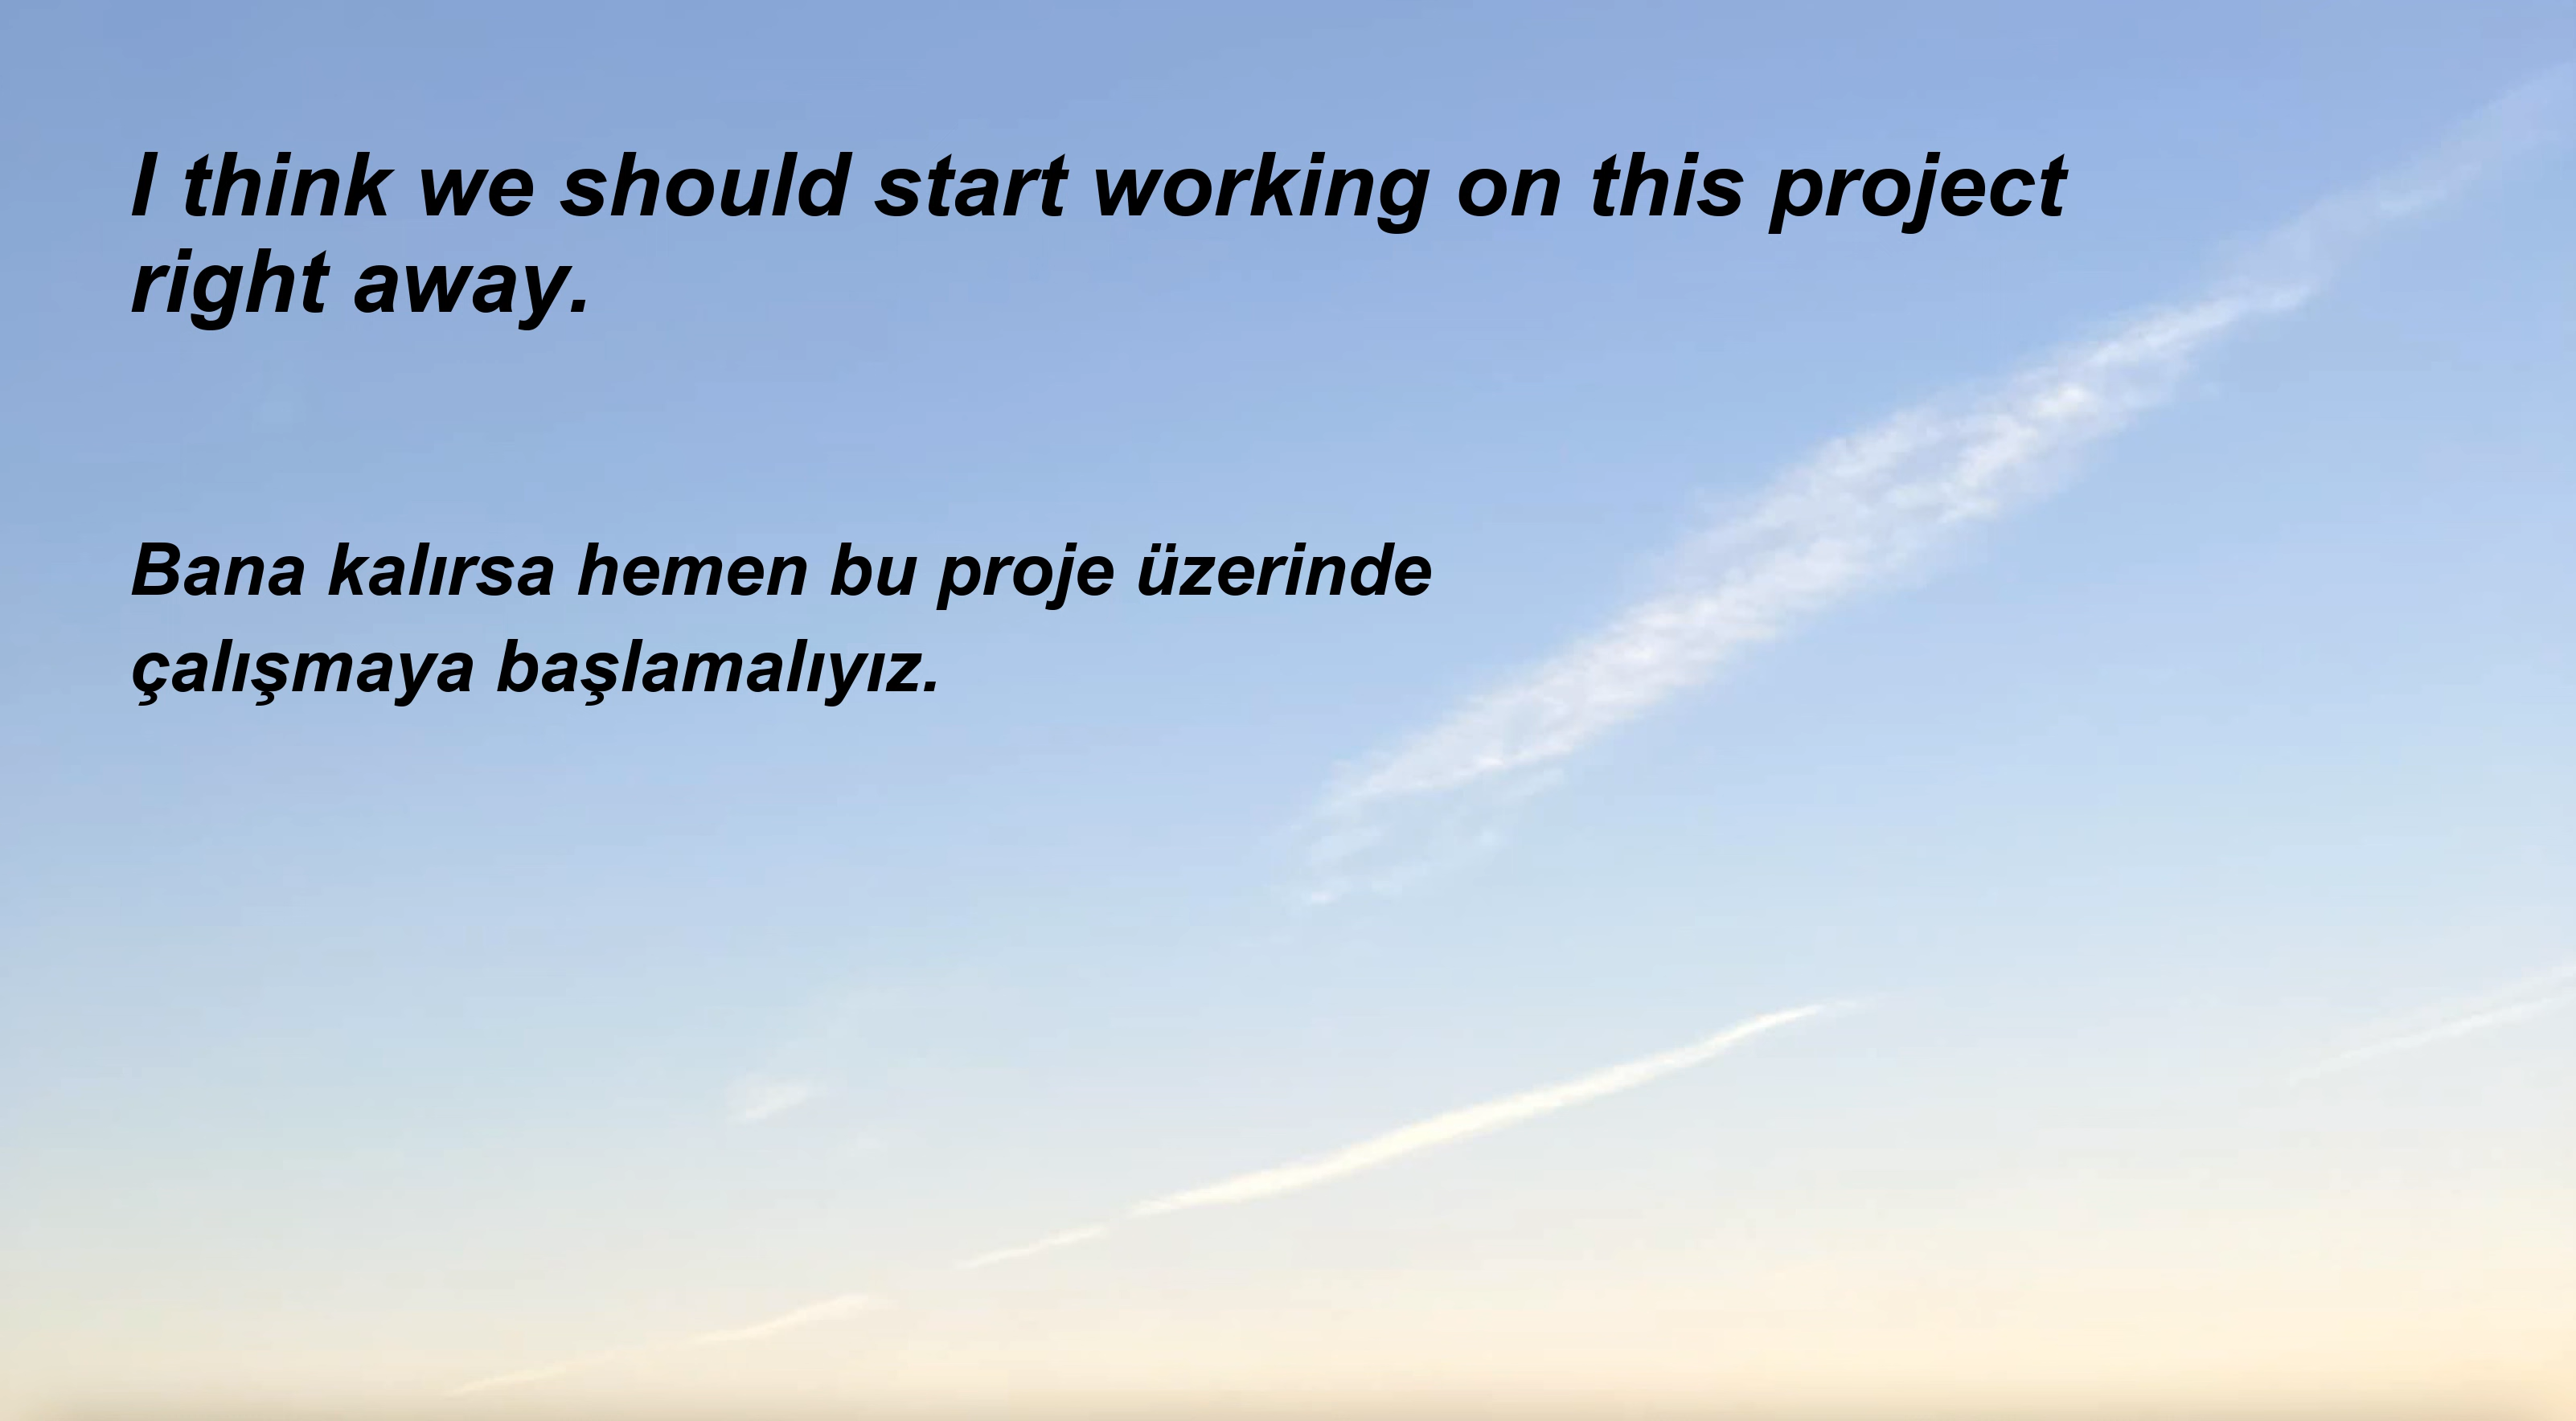 I think we should start working on this project
right away.
Bana kalırsa hemen bu proje üzerinde
çalışmaya başlamalıyız.